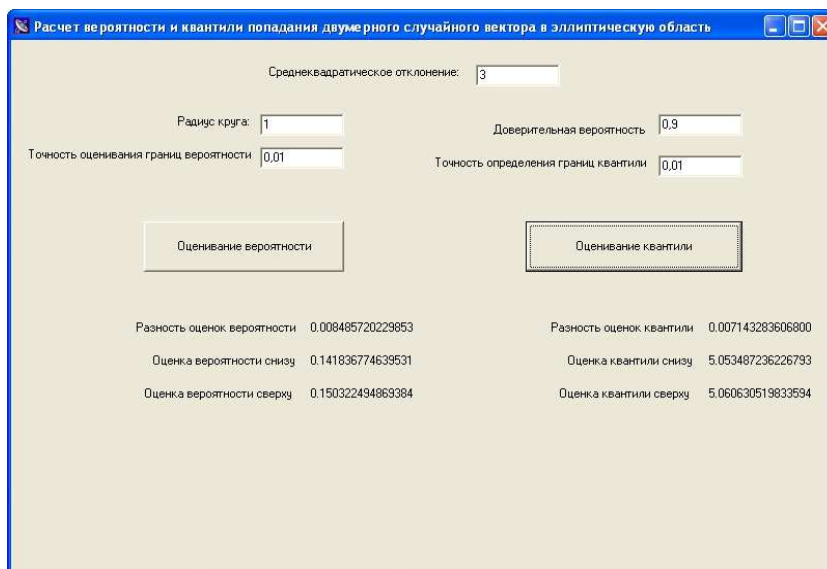 Расчет вероятности и квантили попадания двумерного случайного вектора в эллиптическую область
Среднеквадратическое отклонение: 3
Радиус круга: 1
Доверительная вероятность 0,9
Точность оценивания границ вероятности 0,01
Точность определения границ квантили 0,01
Оценивание вероятности
Оценивание квантили
Разность оценок вероятности 0.008485720229853
Разность оценок квантили 0.007143283606800
Оценка вероятности снизу 0.141836774639531
Оценка квантили снизу 5.053487236226793
Оценка вероятности сверху 0.150322494869384
Оценка квантили сверху 5.060630519833594